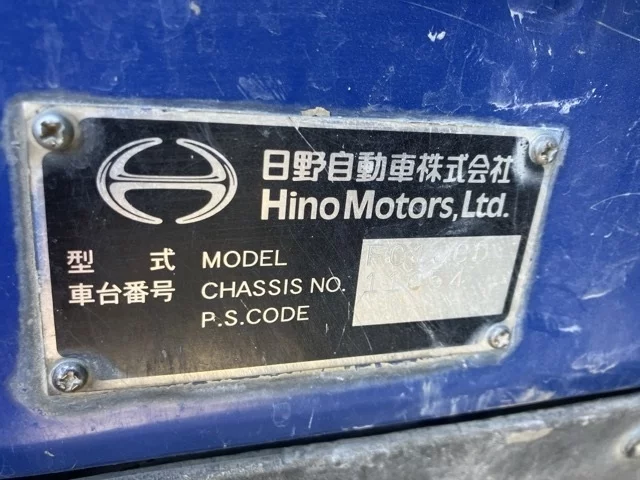 日野自動車株式会社
Hino Motors, Ltd.
型 式 MODEL
車台番号 CHASSIS NO.
P.S.CODE